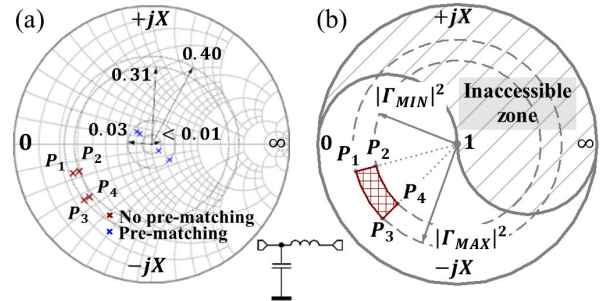 (a)
+jX
0.40
0.31
0.03
< 0.01
0
∞
P1
P2
P3
P4
× No pre-matching
× Pre-matching
−jX
(b)
+jX
|ΓMIN|²
Inaccessible
zone
0
1
∞
P1
P2
P3
P4
|ΓMAX|²
−jX